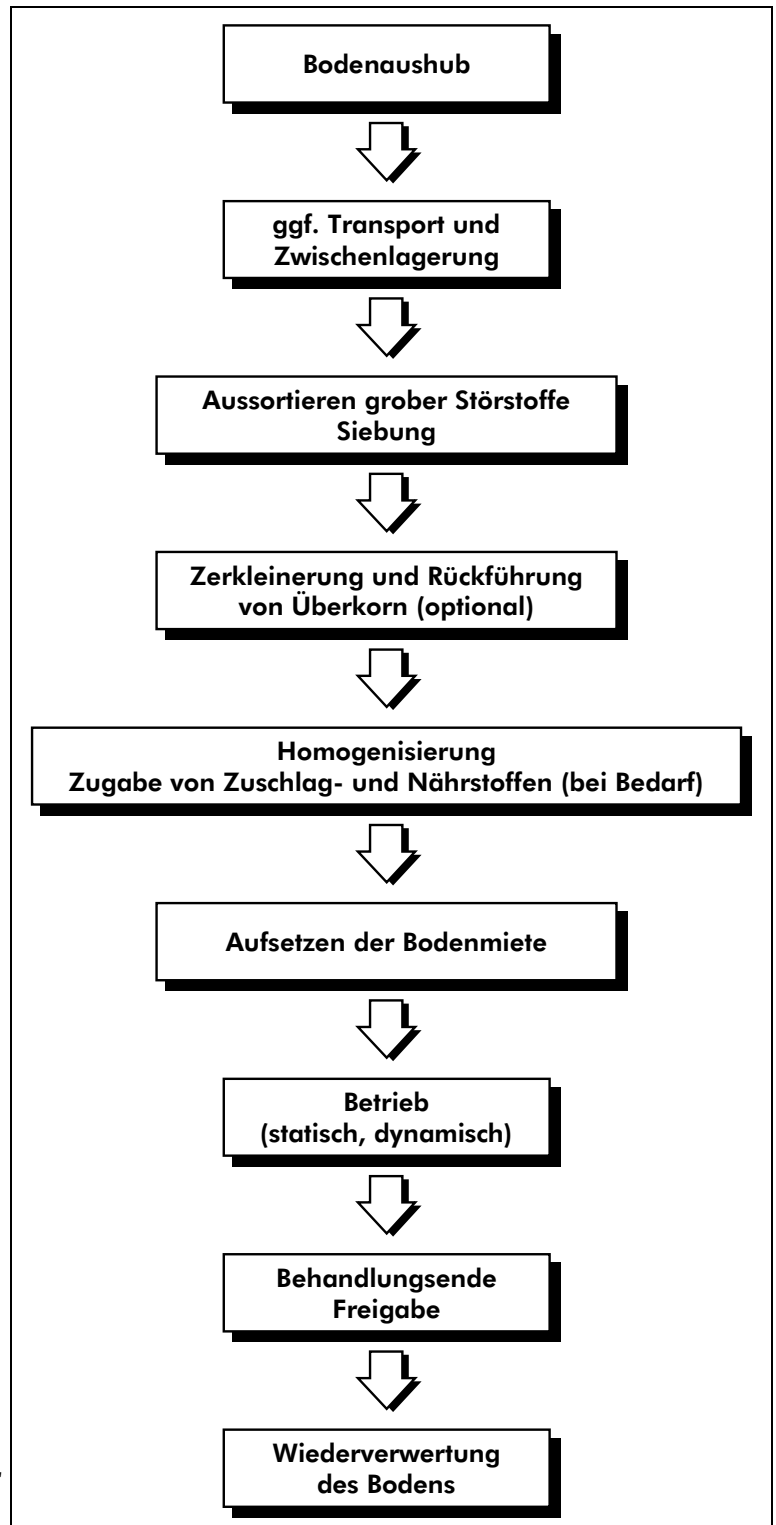 Bodenaushub
ggf. Transport und
Zwischenlagerung
Aussortieren grober Störstoffe
Siebung
Zerkleinerung und Rückführung
von Überkorn (optional)
Homogenisierung
Zugabe von Zuschlag- und Nährstoffen (bei Bedarf)
Aufsetzen der Bodenmiete
Betrieb
(statisch, dynamisch)
Behandlungsende
Freigabe
Wiederverwertung
des Bodens